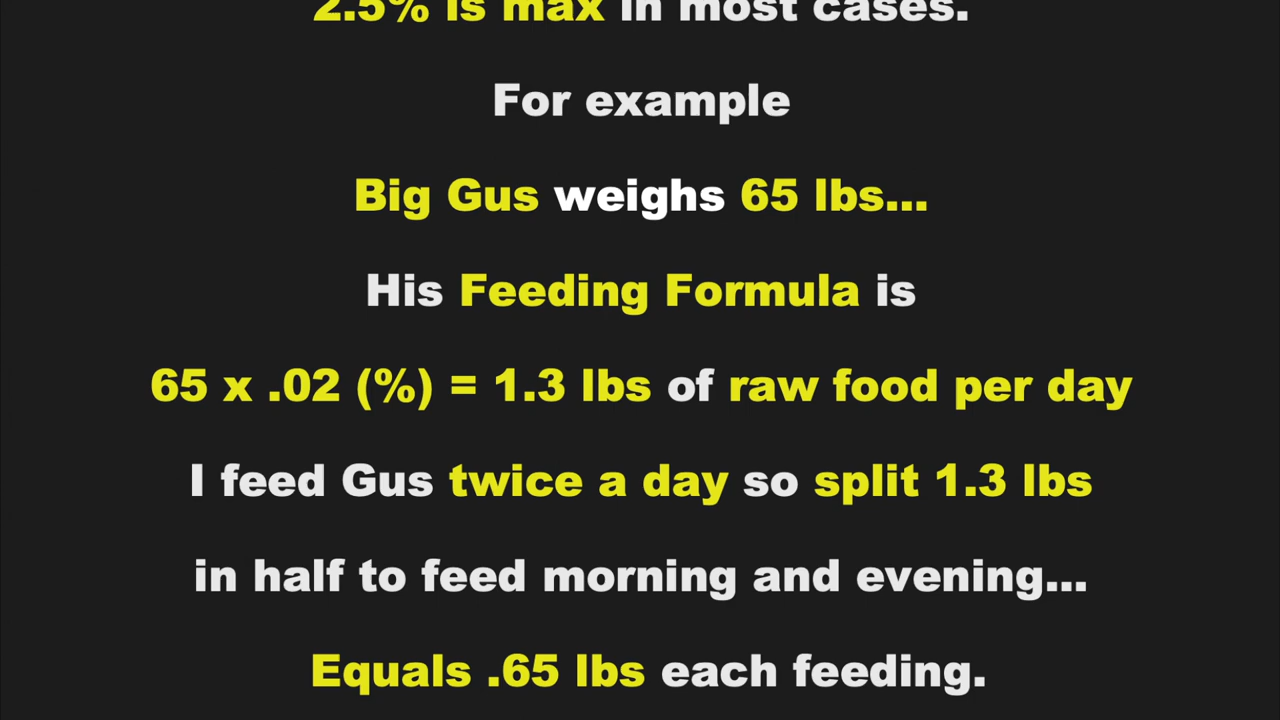 2.5% is max in most cases.
For example
Big Gus weighs 65 lbs...
His Feeding Formula is
65 x .02 (%) = 1.3 lbs of raw food per day
I feed Gus twice a day so split 1.3 lbs
in half to feed morning and evening...
Equals .65 lbs each feeding.